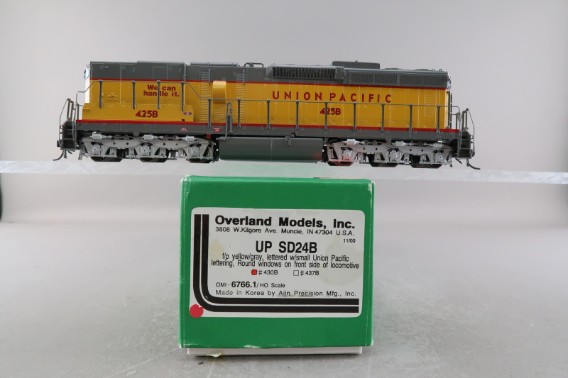 We can
handle it.
425B
UNION PACIFIC
425B
Overland Models, Inc.
3808 W.Kilgore Ave. Muncie, IN 47304 U.S.A.
11/00
UP SD24B
f/p yellow/gray, lettered w/small Union Pacific
lettering, Round windows on front side of locomotive
#430B #437B
OMI-6766.1/HO Scale
Made in Korea by Ajin Precision Mfg., Inc.